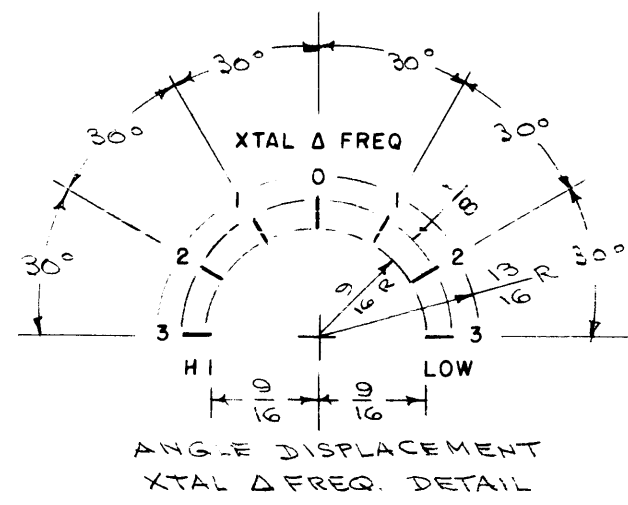 30° 30°
30° 30°
XTAL Δ FREQ
0
1 1
1/8
2 2
30° 30°
9/16 R
13/16 R
3 3
HI LOW
9/16 9/16
ANGLE DISPLACEMENT
XTAL Δ FREQ. DETAIL